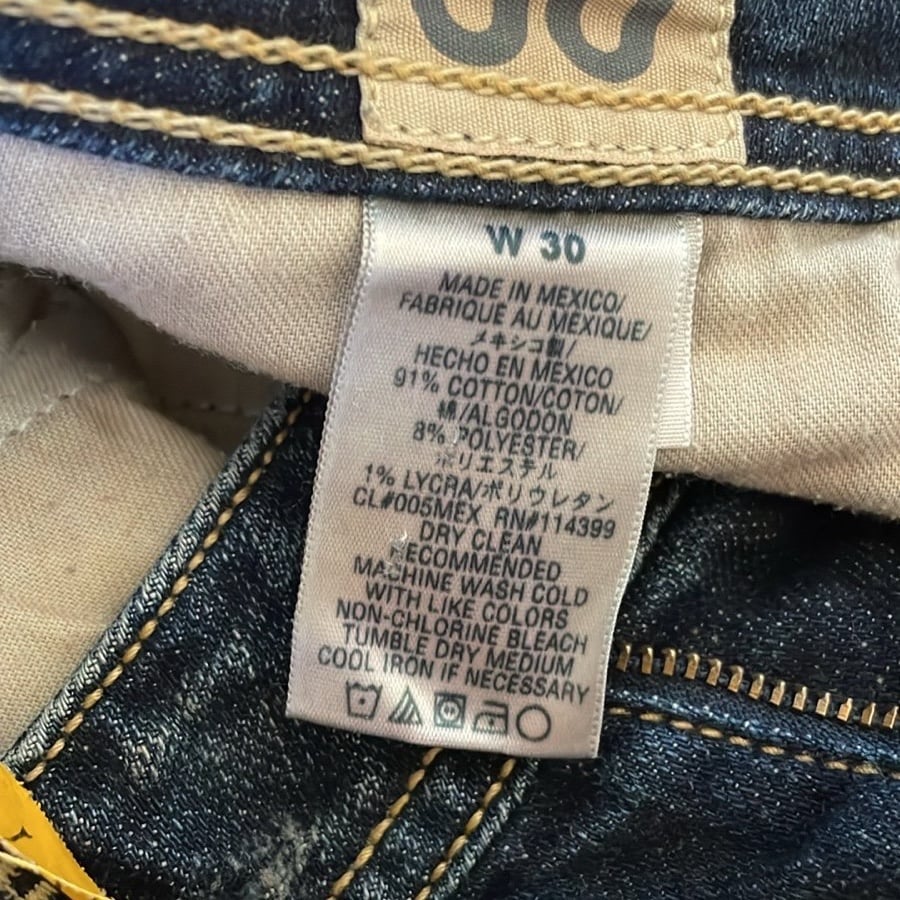 W 30
MADE IN MEXICO/
FABRIQUE AU MEXIQUE/
メキシコ製/
HECHO EN MEXICO
91% COTTON/COTON/
綿/ALGODON
8% POLYESTER/
ポリエステル
1% LYCRA/ポリウレタン
CL#005MEX RN#114399
DRY CLEAN
RECOMMENDED
MACHINE WASH COLD
WITH LIKE COLORS
NON-CHLORINE BLEACH
TUMBLE DRY MEDIUM
COOL IRON IF NECESSARY